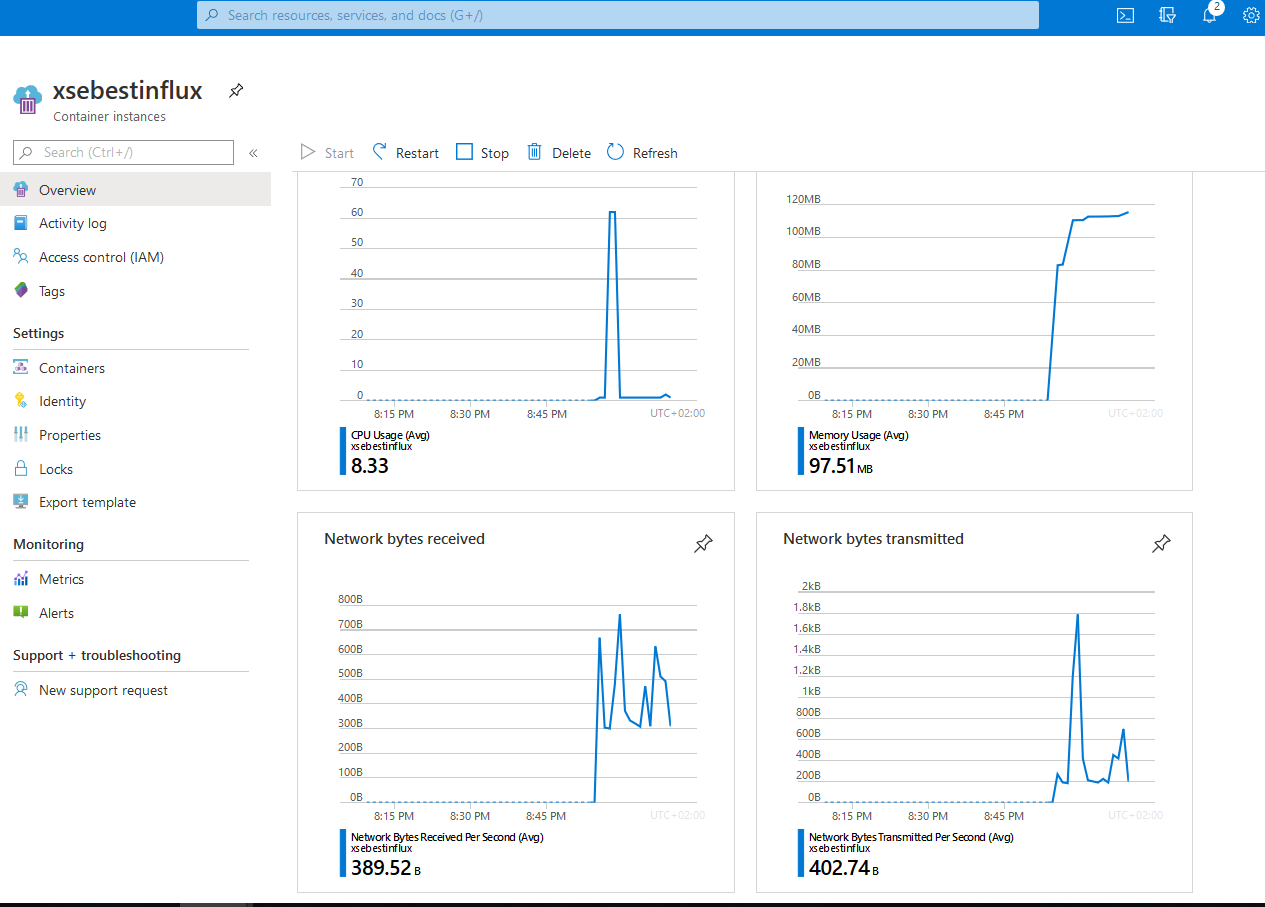 Search resources, services, and docs (G+/)
2
xsebestinflux
Container instances
Search (Ctrl+/)
«
Start
Restart
Stop
Delete
Refresh
Overview
Activity log
Access control (IAM)
Tags
Settings
Containers
Identity
Properties
Locks
Export template
Monitoring
Metrics
Alerts
Support + troubleshooting
New support request
70
60
50
40
30
20
10
0
8:15 PM 8:30 PM 8:45 PM UTC+02:00
CPU Usage (Avg)
xsebestinflux
8.33
120MB
100MB
80MB
60MB
40MB
20MB
0B
8:15 PM 8:30 PM 8:45 PM UTC+02:00
Memory Usage (Avg)
xsebestinflux
97.51 MB
Network bytes received
800B
700B
600B
500B
400B
300B
200B
100B
0B
8:15 PM 8:30 PM 8:45 PM UTC+02:00
Network Bytes Received Per Second (Avg)
xsebestinflux
389.52 B
Network bytes transmitted
2kB
1.8kB
1.6kB
1.4kB
1.2kB
1kB
800B
600B
400B
200B
0B
8:15 PM 8:30 PM 8:45 PM UTC+02:00
Network Bytes Transmitted Per Second (Avg)
xsebestinflux
402.74 B